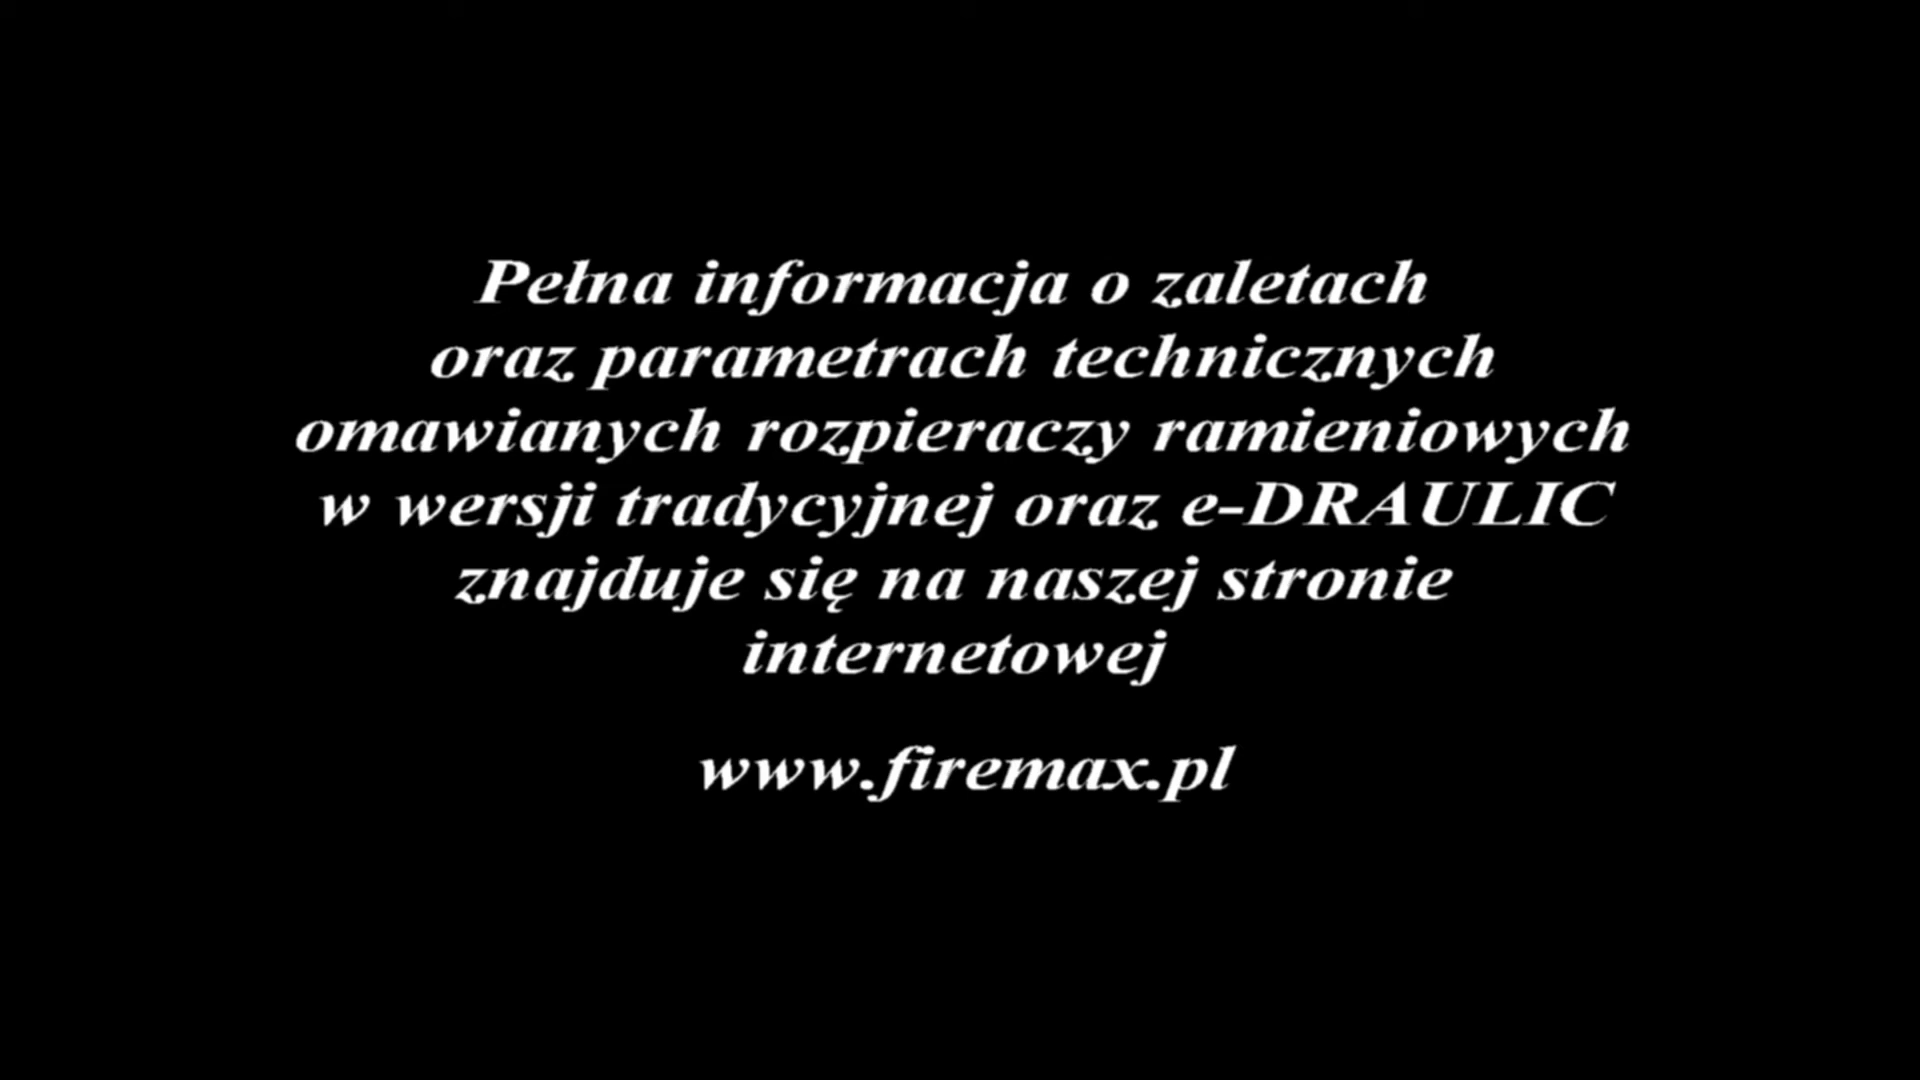 Pełna informacja o zaletach
oraz parametrach technicznych
omawianych rozpieraczy ramieniowych
w wersji tradycyjnej oraz e-DRAULIC
znajduje się na naszej stronie
internetowej
www.firemax.pl